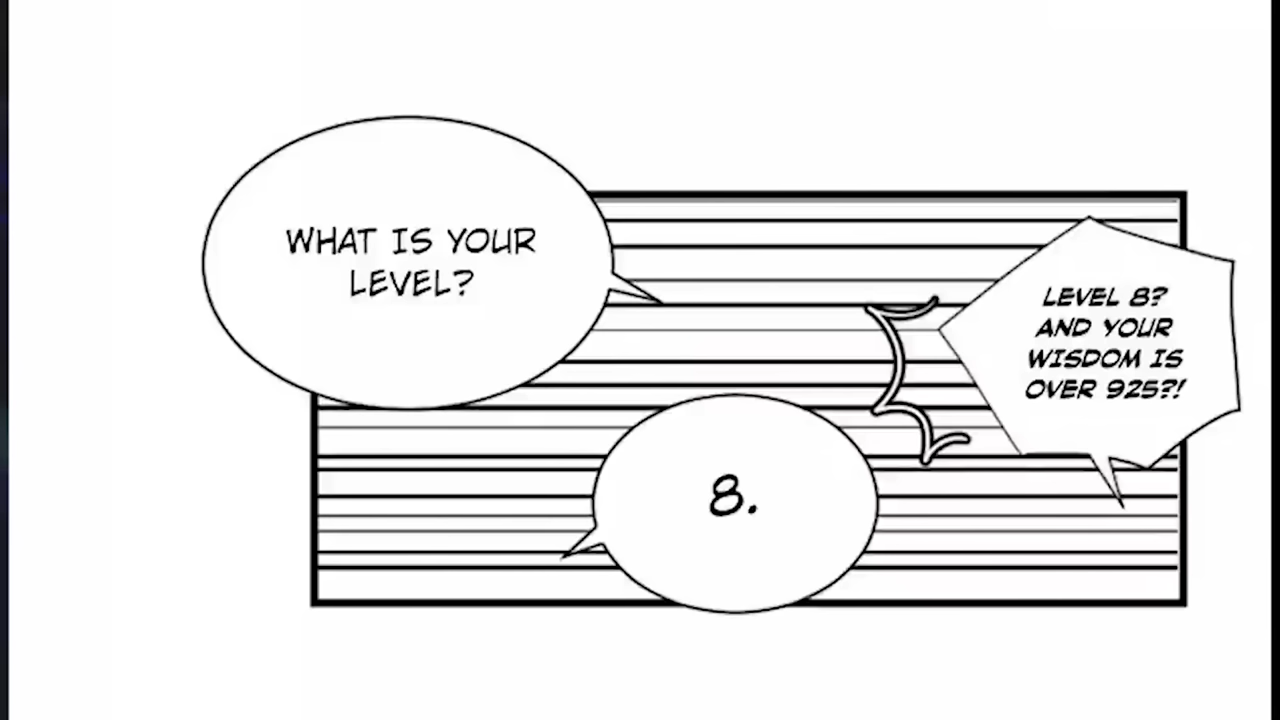 WHAT IS YOUR
LEVEL?
8.
LEVEL 8?
AND YOUR
WISDOM IS
OVER 925?!